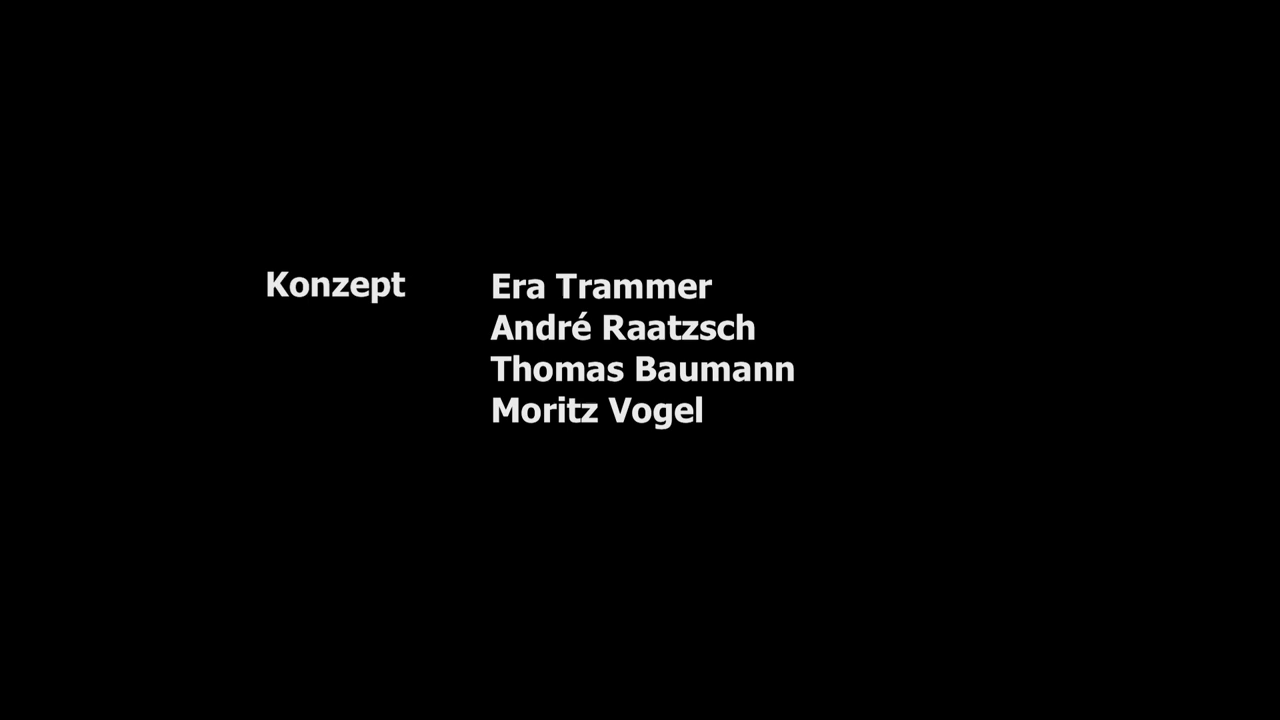 Konzept Era Trammer
André Raatzsch
Thomas Baumann
Moritz Vogel